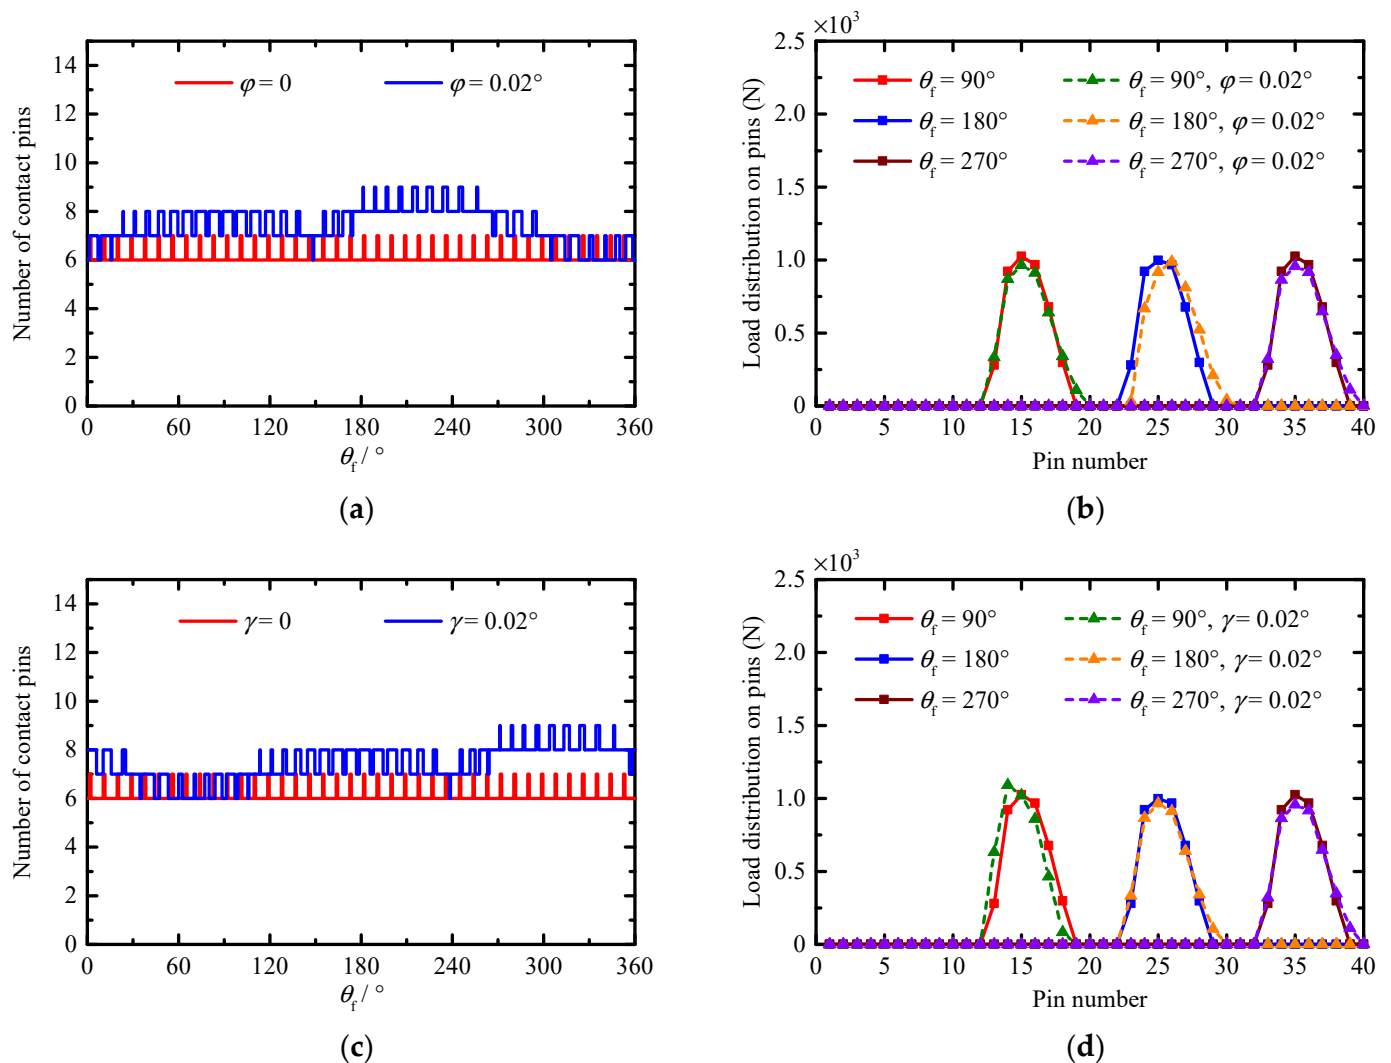 Number of contact pins
14
12
10
8
6
4
2
0
φ = 0
φ = 0.02°
0 60 120 180 240 300 360
θf / °
(a)
×10³
Load distribution on pins (N)
2.5
2.0
1.5
1.0
0.5
0
θf = 90°
θf = 180°
θf = 270°
θf = 90°, φ = 0.02°
θf = 180°, φ = 0.02°
θf = 270°, φ = 0.02°
0 5 10 15 20 25 30 35 40
Pin number
(b)
Number of contact pins
14
12
10
8
6
4
2
0
γ = 0
γ = 0.02°
0 60 120 180 240 300 360
θf / °
(c)
×10³
Load distribution on pins (N)
2.5
2.0
1.5
1.0
0.5
0
θf = 90°
θf = 180°
θf = 270°
θf = 90°, γ = 0.02°
θf = 180°, γ = 0.02°
θf = 270°, γ = 0.02°
0 5 10 15 20 25 30 35 40
Pin number
(d)